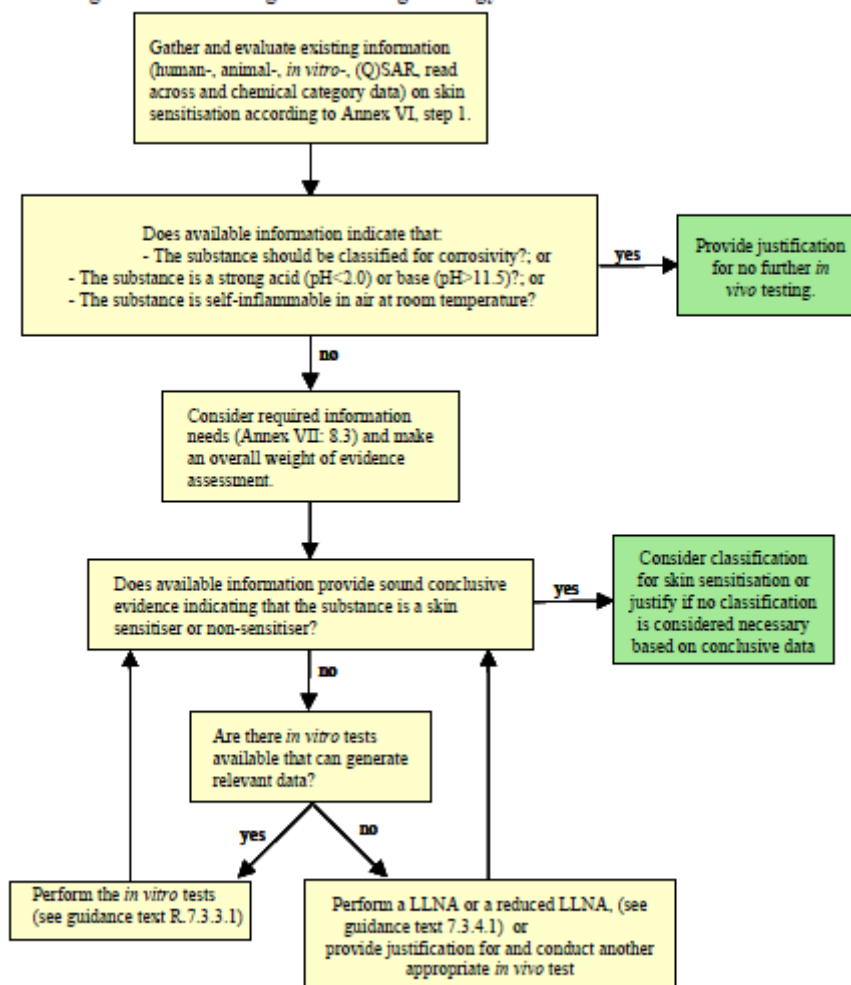 Gather and evaluate existing information
(human-, animal-, in vitro-, (Q)SAR, read
across and chemical category data) on skin
sensitisation according to Annex VI, step 1.
Does available information indicate that:
- The substance should be classified for corrosivity?; or
- The substance is a strong acid (pH<2.0) or base (pH>11.5)?; or
- The substance is self-inflammable in air at room temperature?
yes
Provide justification
for no further in
vivo testing.
no
Consider required information
needs (Annex VII: 8.3) and make
an overall weight of evidence
assessment.
Does available information provide sound conclusive
evidence indicating that the substance is a skin
sensitiser or non-sensitiser?
yes
Consider classification
for skin sensitisation or
justify if no classification
is considered necessary
based on conclusive data
no
Are there in vitro tests
available that can generate
relevant data?
yes
no
Perform the in vitro tests
(see guidance text R.7.3.3.1)
Perform a LLNA or a reduced LLNA, (see
guidance text 7.3.4.1) or
provide justification for and conduct another
appropriate in vivo test